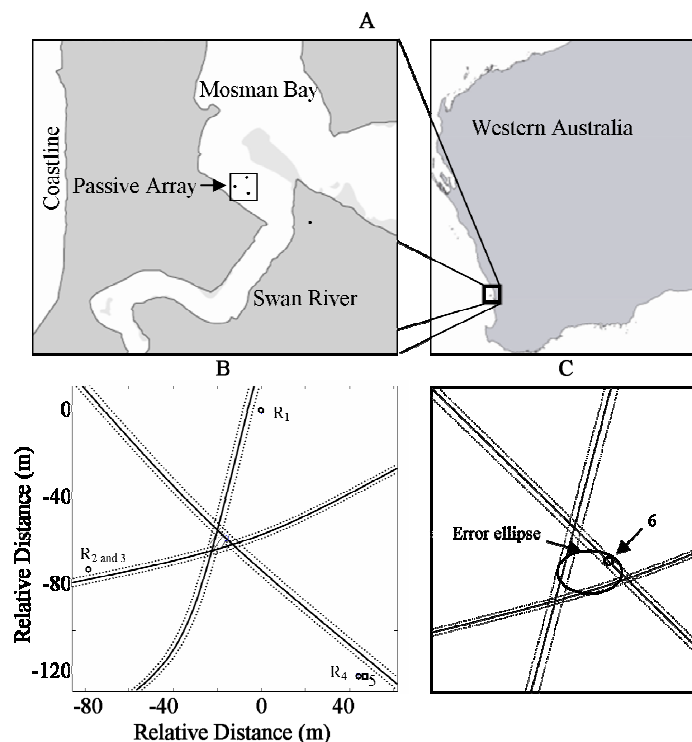 A
Mosman Bay
Coastline
Passive Array
Swan River
Western Australia
B
C
Relative Distance (m)
0
-40
-80
-120
R1
R2 and 3
R4
5
-80
-40
0
40
Relative Distance (m)
Error ellipse
6